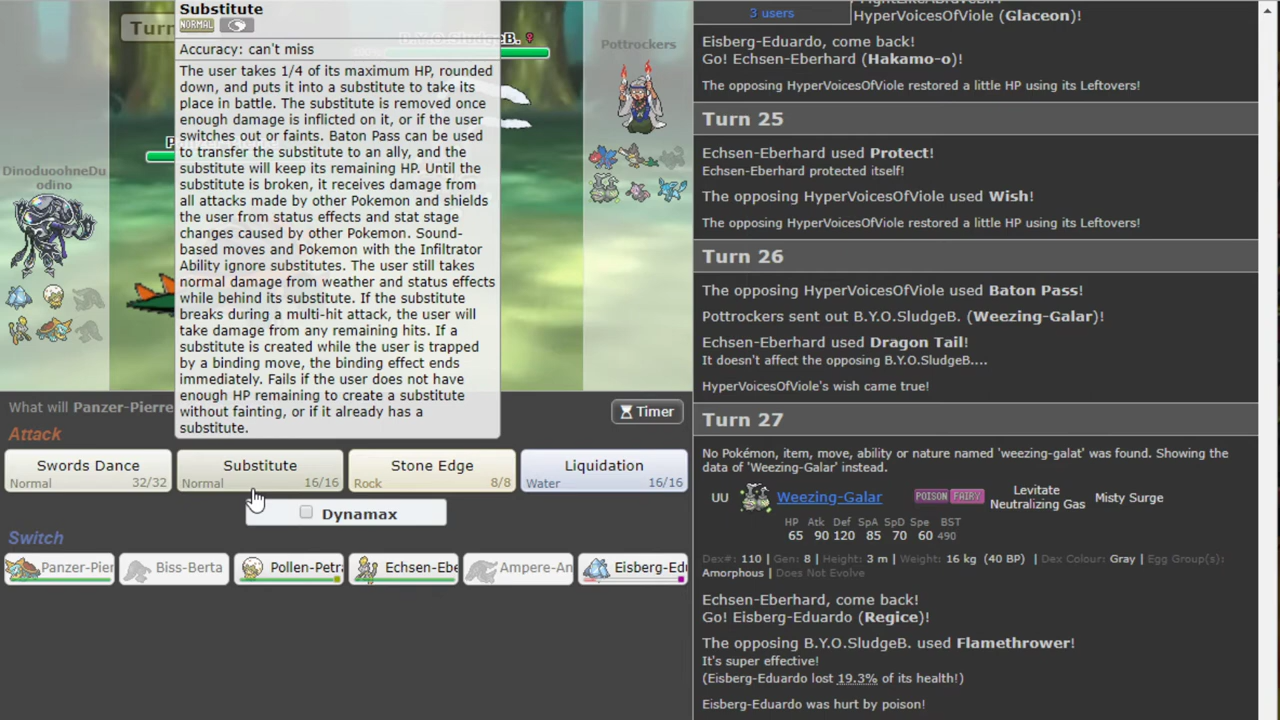 Substitute
NORMAL
Accuracy: can't miss
The user takes 1/4 of its maximum HP, rounded
down, and puts it into a substitute to take its
place in battle. The substitute is removed once
enough damage is inflicted on it, or if the user
switches out or faints. Baton Pass can be used
to transfer the substitute to an ally, and the
substitute will keep its remaining HP. Until the
substitute is broken, it receives damage from
all attacks made by other Pokemon and shields
the user from status effects and stat stage
changes caused by other Pokemon. Sound-
based moves and Pokemon with the Infiltrator
Ability ignore substitutes. The user still takes
normal damage from weather and status effects
while behind its substitute. If the substitute
breaks during a multi-hit attack, the user will
take damage from any remaining hits. If a
substitute is created while the user is trapped
by a binding move, the binding effect ends
immediately. Fails if the user does not have
enough HP remaining to create a substitute
without fainting, or if it already has a
substitute.
Turn
B.Y.O.SludgeB.
Pottrockers
DinoduoohneDu
odino
What will Panzer-Pierre
Timer
Attack
Swords Dance
Normal 32/32
Substitute
Normal 16/16
Stone Edge
Rock 8/8
Liquidation
Water 16/16
Dynamax
Switch
Panzer-Pier
Biss-Berta
Pollen-Petra
Echsen-Ebe
Ampere-An
Eisberg-Edu
3 users
HyperVoicesOfViole (Glaceon)!
Eisberg-Eduardo, come back!
Go! Echsen-Eberhard (Hakamo-o)!
The opposing HyperVoicesOfViole restored a little HP using its Leftovers!
Turn 25
Echsen-Eberhard used Protect!
Echsen-Eberhard protected itself!
The opposing HyperVoicesOfViole used Wish!
The opposing HyperVoicesOfViole restored a little HP using its Leftovers!
Turn 26
The opposing HyperVoicesOfViole used Baton Pass!
Pottrockers sent out B.Y.O.SludgeB. (Weezing-Galar)!
Echsen-Eberhard used Dragon Tail!
It doesn't affect the opposing B.Y.O.SludgeB....
HyperVoicesOfViole's wish came true!
Turn 27
No Pokémon, item, move, ability or nature named 'weezing-galat' was found. Showing the
data of 'Weezing-Galar' instead.
UU Weezing-Galar POISON FAIRY Levitate Neutralizing Gas Misty Surge
HP Atk Def SpA SpD Spe BST
65 90 120 85 70 60 490
Dex#: 110 | Gen: 8 | Height: 3 m | Weight: 16 kg (40 BP) | Dex Colour: Gray | Egg Group(s):
Amorphous | Does Not Evolve
Echsen-Eberhard, come back!
Go! Eisberg-Eduardo (Regice)!
The opposing B.Y.O.SludgeB. used Flamethrower!
It's super effective!
(Eisberg-Eduardo lost 19.3% of its health!)
Eisberg-Eduardo was hurt by poison!